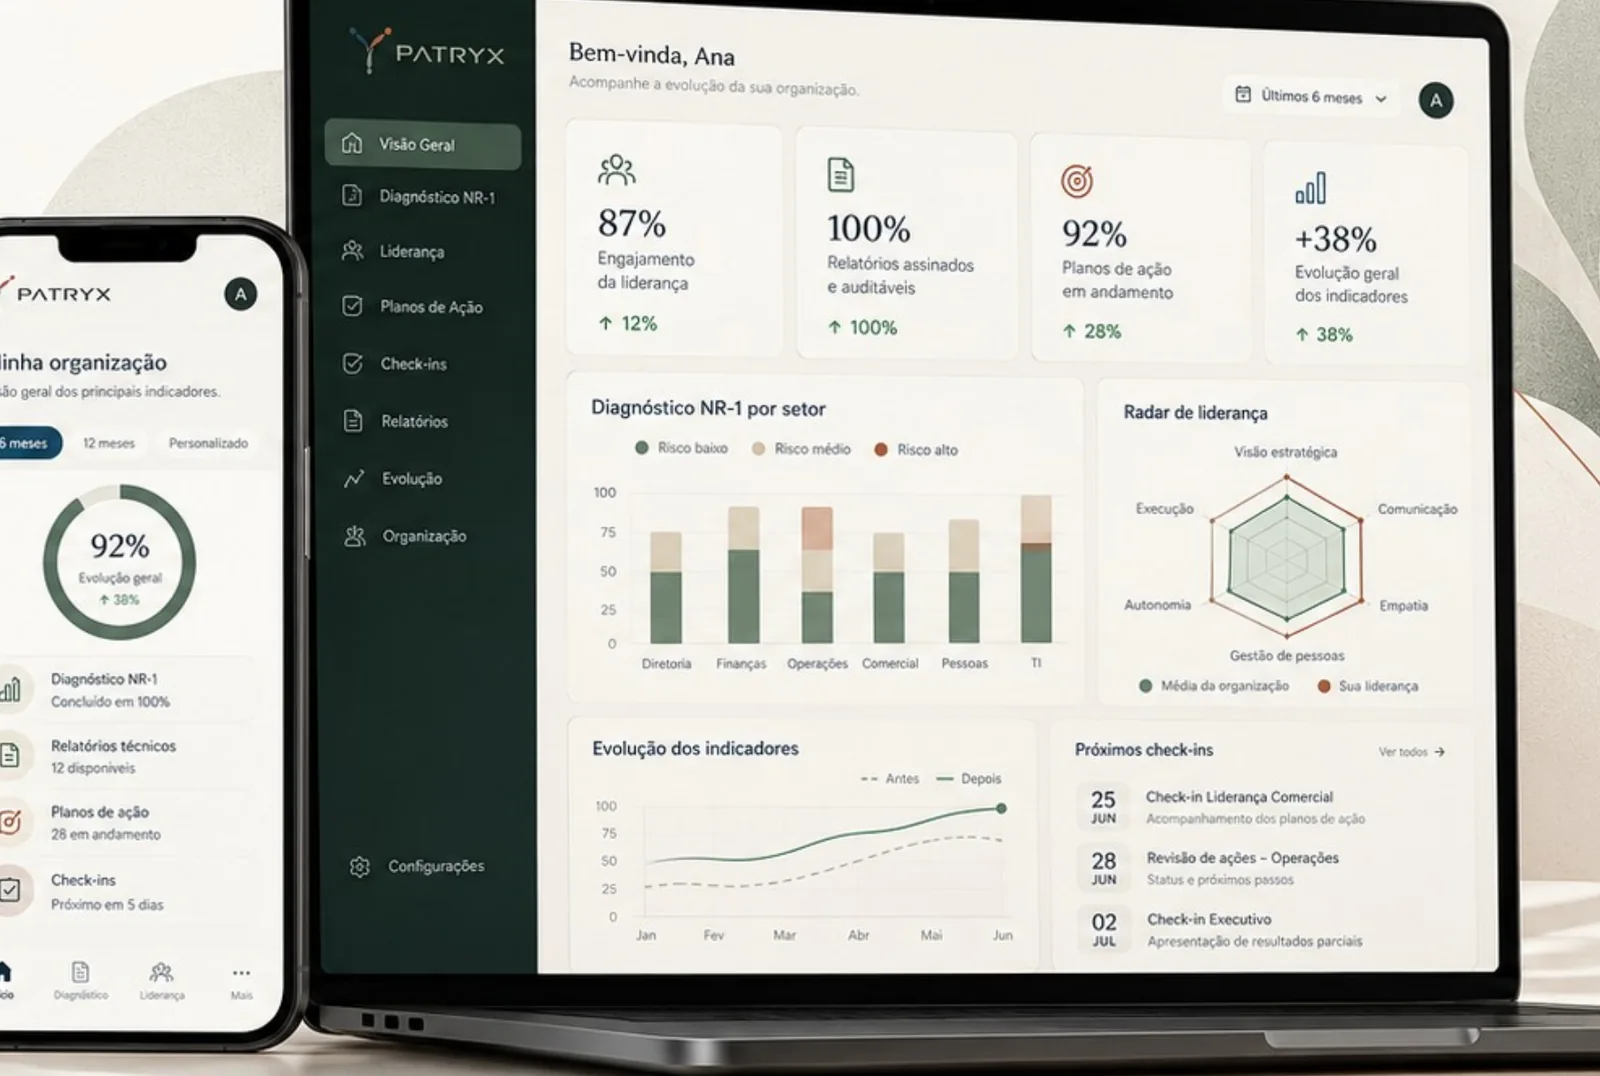 PATRYX
Visão Geral
Diagnóstico NR-1
Liderança
Planos de Ação
Check-ins
Relatórios
Evolução
Organização
Configurações
Bem-vinda, Ana
Acompanhe a evolução da sua organização.
Últimos 6 meses
A
87%
Engajamento
da liderança
↑ 12%
100%
Relatórios assinados
e auditáveis
↑ 100%
92%
Planos de ação
em andamento
↑ 28%
+38%
Evolução geral
dos indicadores
↑ 38%
Diagnóstico NR-1 por setor
Risco baixo Risco médio Risco alto
100
75
50
25
0
Diretoria Finanças Operações Comercial Pessoas TI
Radar de liderança
Visão estratégica
Execução
Comunicação
Autonomia
Empatia
Gestão de pessoas
Média da organização Sua liderança
Evolução dos indicadores
Antes Depois
100
75
50
25
0
Jan Fev Mar Abr Mai Jun
Próximos check-ins
Ver todos →
25
JUN
Check-in Liderança Comercial
Acompanhamento dos planos de ação
28
JUN
Revisão de ações – Operações
Status e próximos passos
02
JUL
Check-in Executivo
Apresentação de resultados parciais
PATRYX
A
inha organização
ão geral dos principais indicadores.
6 meses 12 meses Personalizado
92%
Evolução geral
↑ 38%
Diagnóstico NR-1
Concluído em 100%
Relatórios técnicos
12 disponíveis
Planos de ação
28 em andamento
Check-ins
Próximo em 5 dias
cio Diagnóstico Liderança Mais